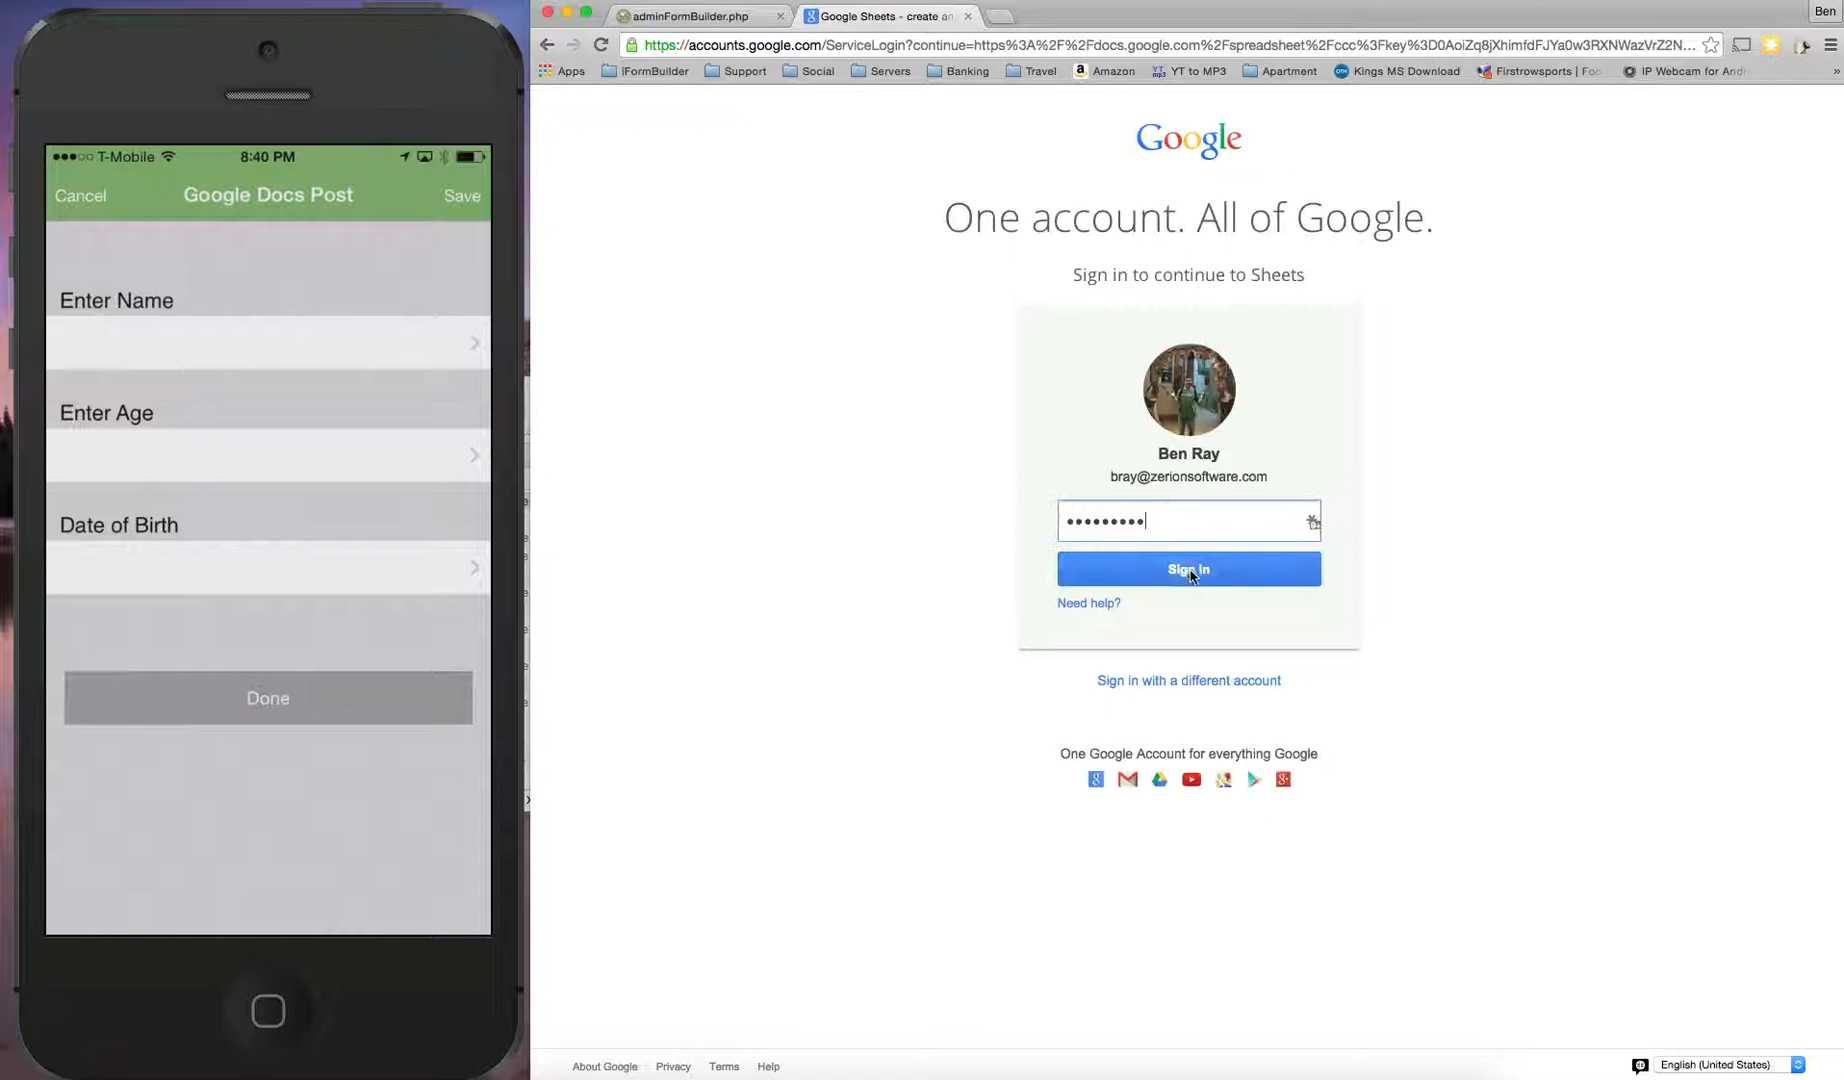 T-Mobile
8:40 PM
Cancel
Google Docs Post
Save
Enter Name
Enter Age
Date of Birth
Done
adminFormBuilder.php
Google Sheets - create an
Ben
https://accounts.google.com/ServiceLogin?continue=https%3A%2F%2Fdocs.google.com%2Fspreadsheet%2Fccc%3Fkey%3D0AoiZq8jXhimfdFJYa0w3RXNWazVrZ2N...
Apps
iFormBuilder
Support
Social
Servers
Banking
Travel
Amazon
YT to MP3
Apartment
Kings MS Download
Firstrowsports | Foo
IP Webcam for Andr
»
Google
One account. All of Google.
Sign in to continue to Sheets
Ben Ray
bray@zerionsoftware.com
•••••••••
Sign in
Need help?
Sign in with a different account
One Google Account for everything Google
About Google
Privacy
Terms
Help
English (United States)